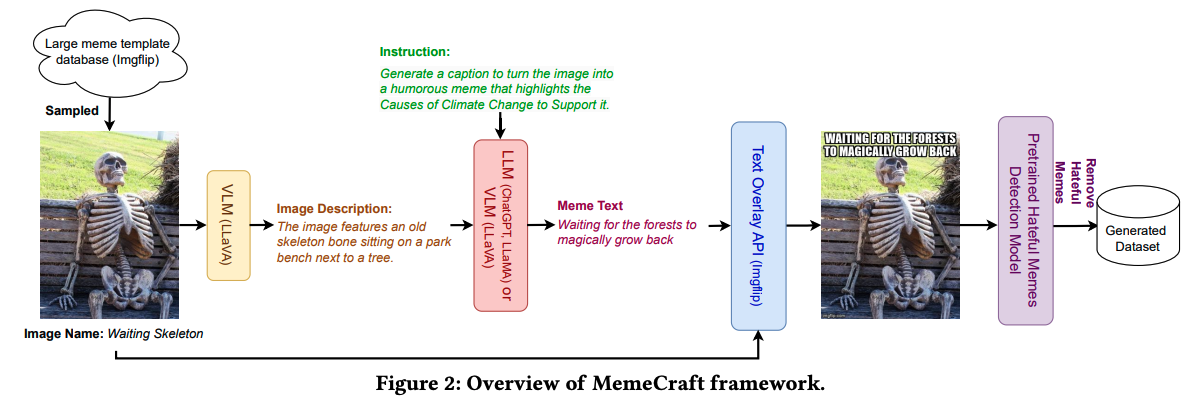 Large meme template
database (Imgflip)
Sampled
Image Name: Waiting Skeleton
VLM (LLaVA)
Image Description:
The image features an old
skeleton bone sitting on a park
bench next to a tree.
Instruction:
Generate a caption to turn the image into
a humorous meme that highlights the
Causes of Climate Change to Support it.
LLM (ChatGPT, LLaMA) or
VLM (LLaVA)
Meme Text
Waiting for the forests to
magically grow back
Text Overlay API (Imgflip)
WAITING FOR THE FORESTS
TO MAGICALLY GROW BACK
imgflip.com
Pretrained Hateful Memes
Detection Model
Remove
Hateful
Memes
Generated
Dataset
Figure 2: Overview of MemeCraft framework.